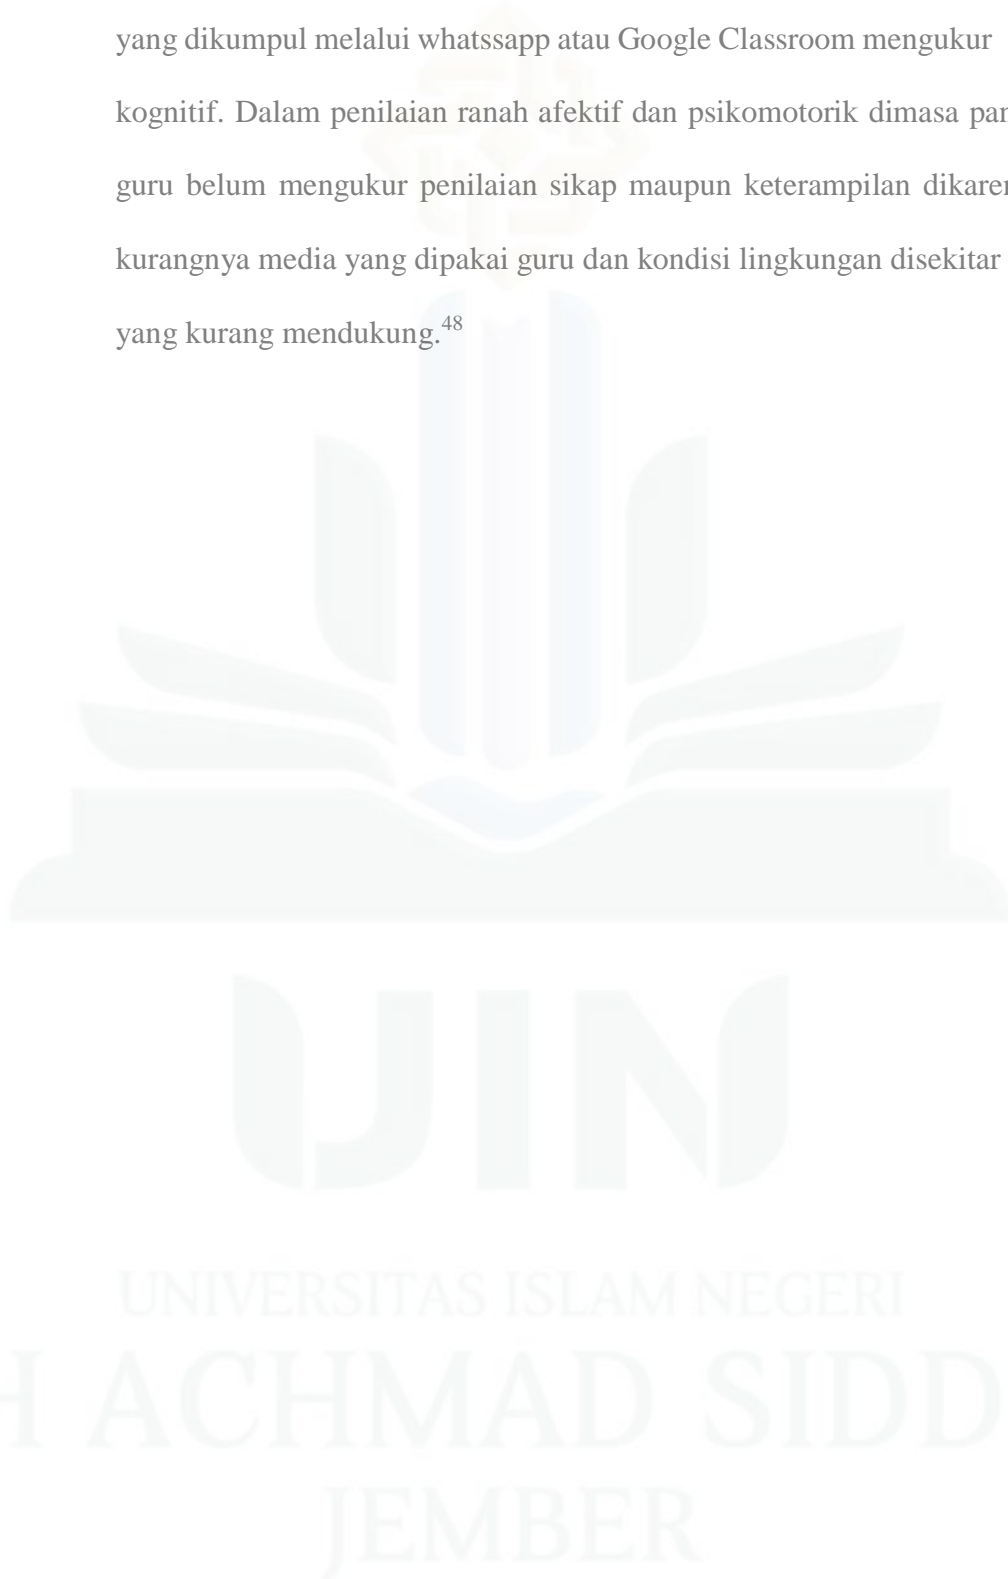 yang dikumpul melalui whatssapp atau Google Classroom mengukur
kognitif. Dalam penilaian ranah afektif dan psikomotorik dimasa
guru belum mengukur penilaian sikap maupun keterampilan
kurangnya media yang dipakai guru dan kondisi lingkungan disekitar
yang kurang mendukung.48
UIN
UNIVERSITAS ISLAM NEGERI
H ACHMAD SIDD
JEMBER